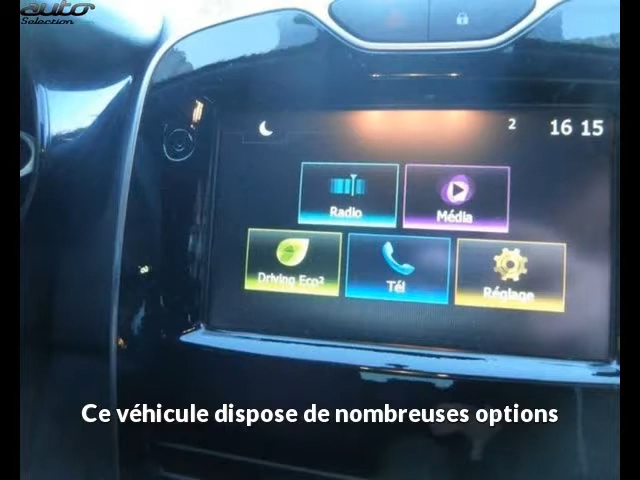 auto
Selection
2 16 15
Radio
Média
Driving Eco²
Tél
Réglage
Ce véhicule dispose de nombreuses options